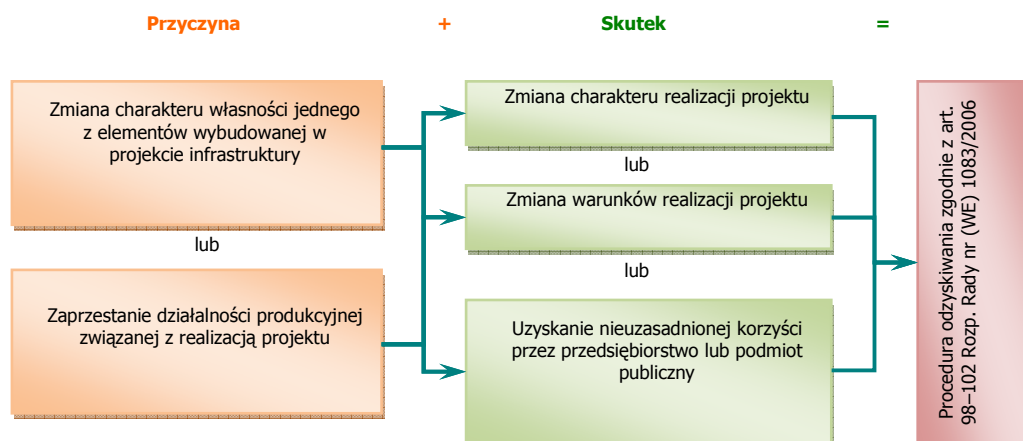 Przyczyna + Skutek =
Zmiana charakteru własności jednego
z elementów wybudowanej w
projekcie infrastruktury
lub
Zaprzestanie działalności produkcyjnej
związanej z realizacją projektu
Zmiana charakteru realizacji projektu
lub
Zmiana warunków realizacji projektu
lub
Uzyskanie nieuzasadnionej korzyści
przez przedsiębiorstwo lub podmiot
publiczny
Procedura odzyskiwania zgodnie z art.
98–102 Rozp. Rady nr (WE) 1083/2006